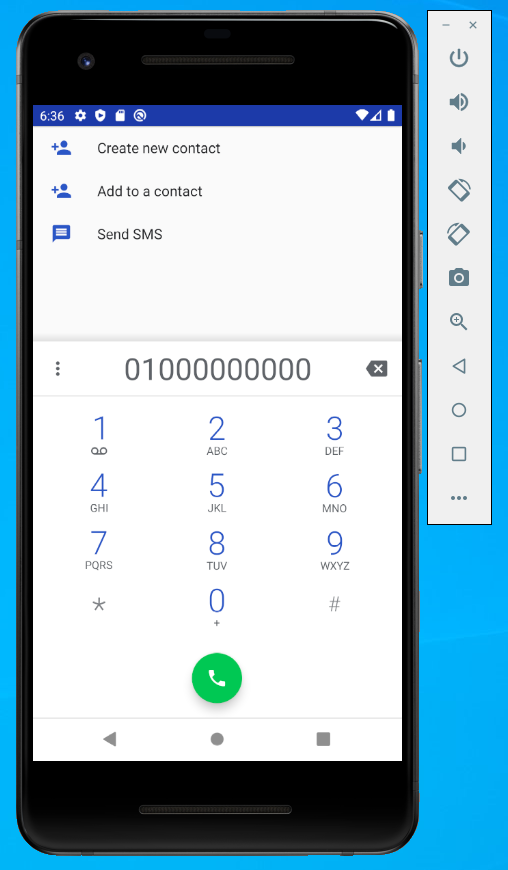 6:36
Create new contact
Add to a contact
Send SMS
01000000000
1 2 3
ABC DEF
4 5 6
GHI JKL MNO
7 8 9
PQRS TUV WXYZ
* 0 #
+